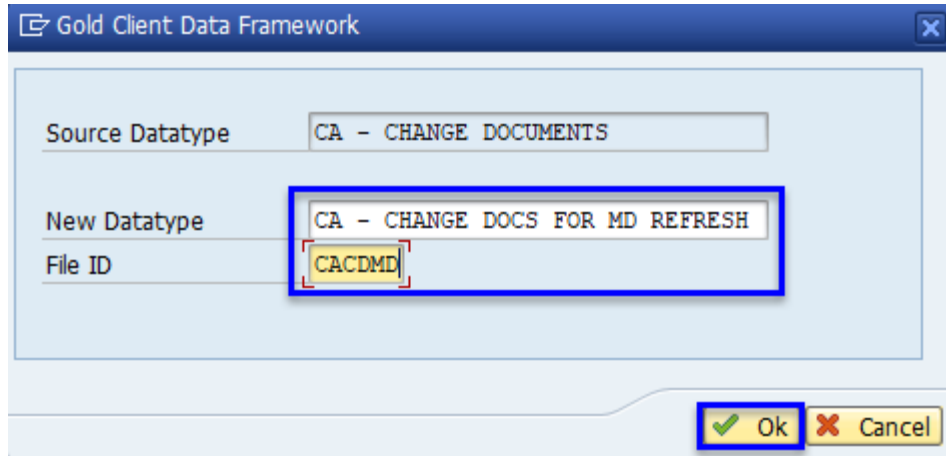 Gold Client Data Framework
Source Datatype CA - CHANGE DOCUMENTS
New Datatype CA - CHANGE DOCS FOR MD REFRESH
File ID CACDMD
Ok Cancel